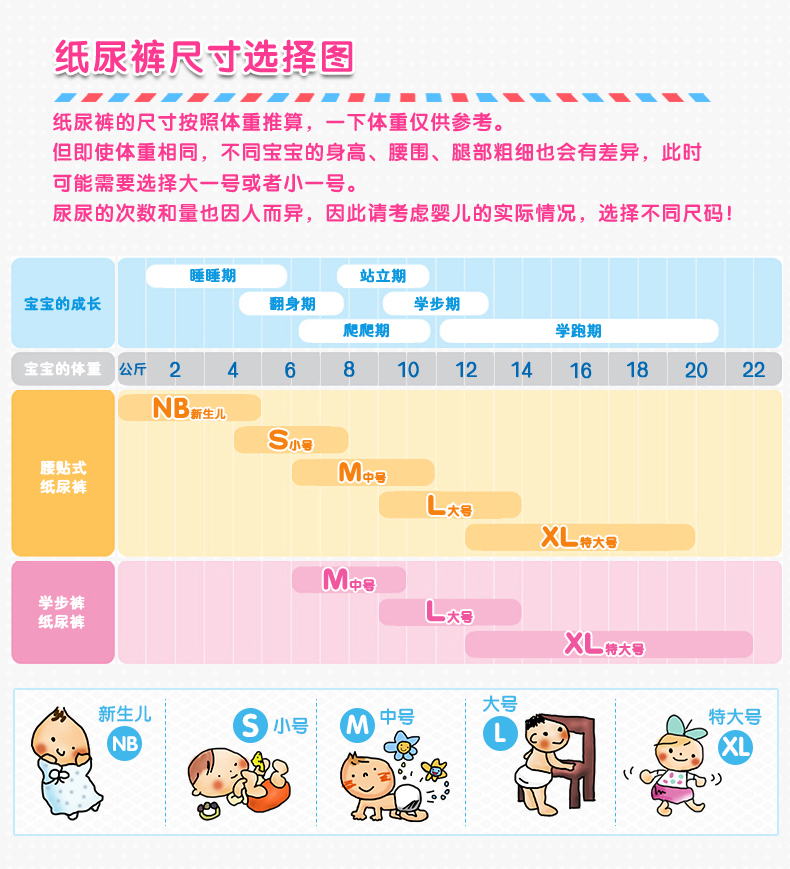 纸尿裤尺寸选择图
纸尿裤的尺寸按照体重推算，一下体重仅供参考。
但即使体重相同，不同宝宝的身高、腰围、腿部粗细也会有差异，此时
可能需要选择大一号或者小一号。
尿尿的次数和量也因人而异，因此请考虑婴儿的实际情况，选择不同尺码！
宝宝的成长
睡睡期 站立期
翻身期 学步期
爬爬期 学跑期
宝宝的体重 公斤 2 4 6 8 10 12 14 16 18 20 22
腰贴式
纸尿裤
NB新生儿
S小号
M中号
L大号
XL特大号
学步裤
纸尿裤
M中号
L大号
XL特大号
新生儿
NB
S 小号
M 中号
大号
L
特大号
XL